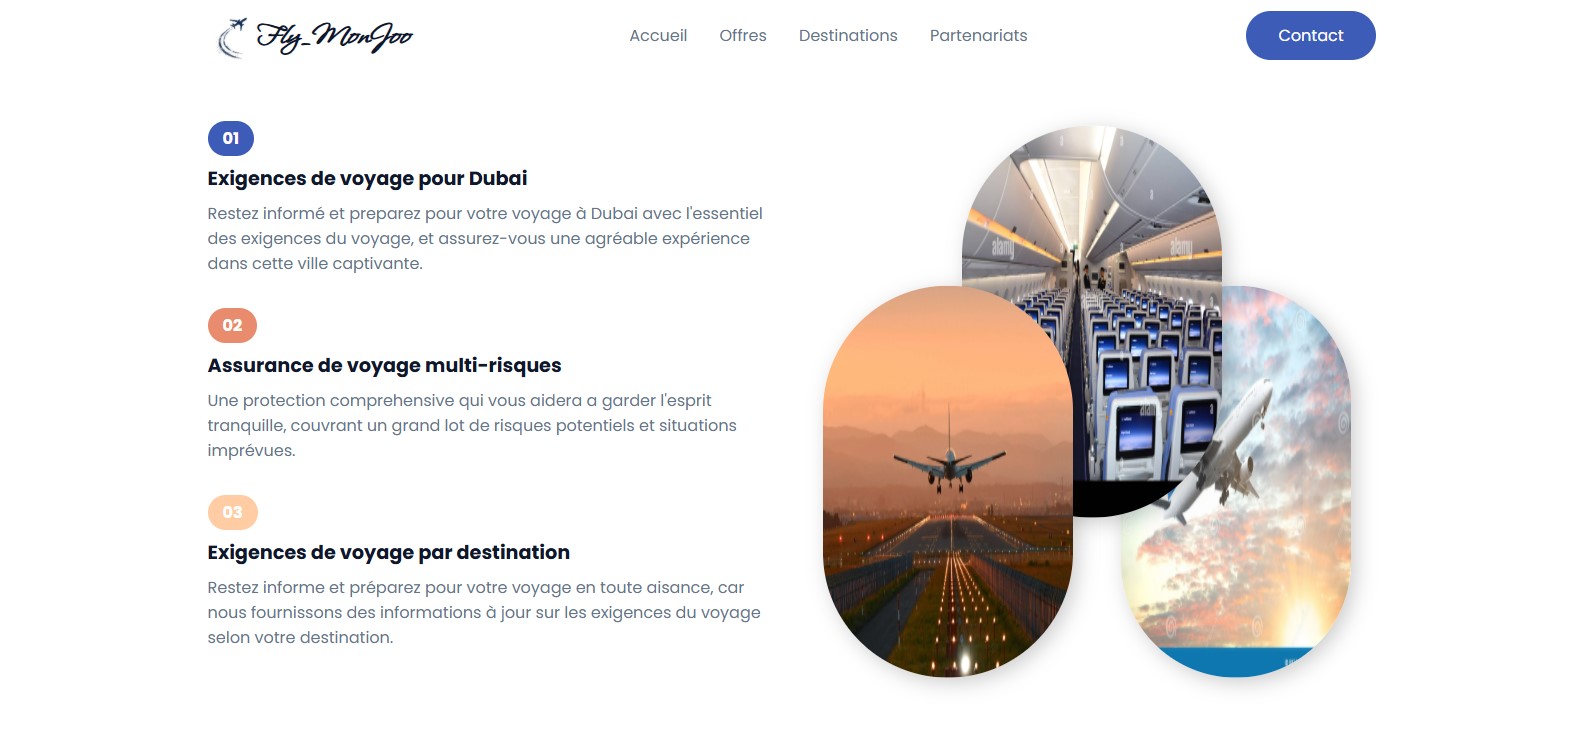 Fly_MonJoo
Accueil Offres Destinations Partenariats
Contact
01
Exigences de voyage pour Dubai
Restez informé et preparez pour votre voyage à Dubai avec l'essentiel
des exigences du voyage, et assurez-vous une agréable expérience
dans cette ville captivante.
02
Assurance de voyage multi-risques
Une protection comprehensive qui vous aidera a garder l'esprit
tranquille, couvrant un grand lot de risques potentiels et situations
imprévues.
03
Exigences de voyage par destination
Restez informe et préparez pour votre voyage en toute aisance, car
nous fournissons des informations à jour sur les exigences du voyage
selon votre destination.
a
a
a
alamy
a
alamy